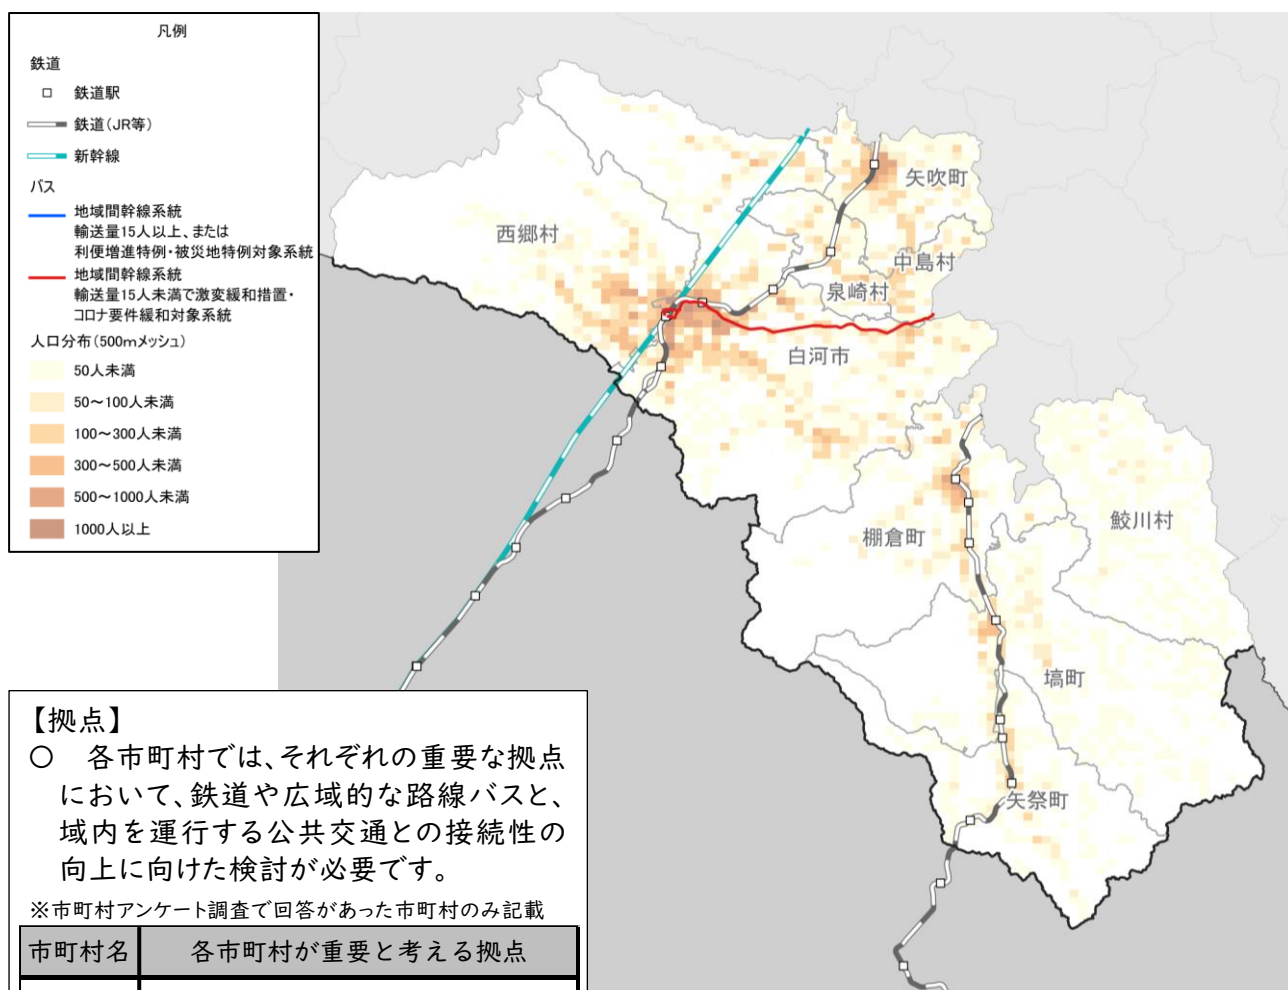 凡例
鉄道
鉄道駅
鉄道(JR等)
新幹線
バス
地域間幹線系統
輸送量15人以上、または
利便増進特例・被災地特例対象系統
地域間幹線系統
輸送量15人未満で激変緩和措置・
コロナ要件緩和対象系統
人口分布(500mメッシュ)
50人未満
50～100人未満
100～300人未満
300～500人未満
500～1000人未満
1000人以上
矢吹町
西郷村
中島村
泉崎村
白河市
鮫川村
棚倉町
塙町
矢祭町
【拠点】
○ 各市町村では、それぞれの重要な拠点
において、鉄道や広域的な路線バスと、
域内を運行する公共交通との接続性の
向上に向けた検討が必要です。
※市町村アンケート調査で回答があった市町村のみ記載
市町村名 各市町村が重要と考える拠点